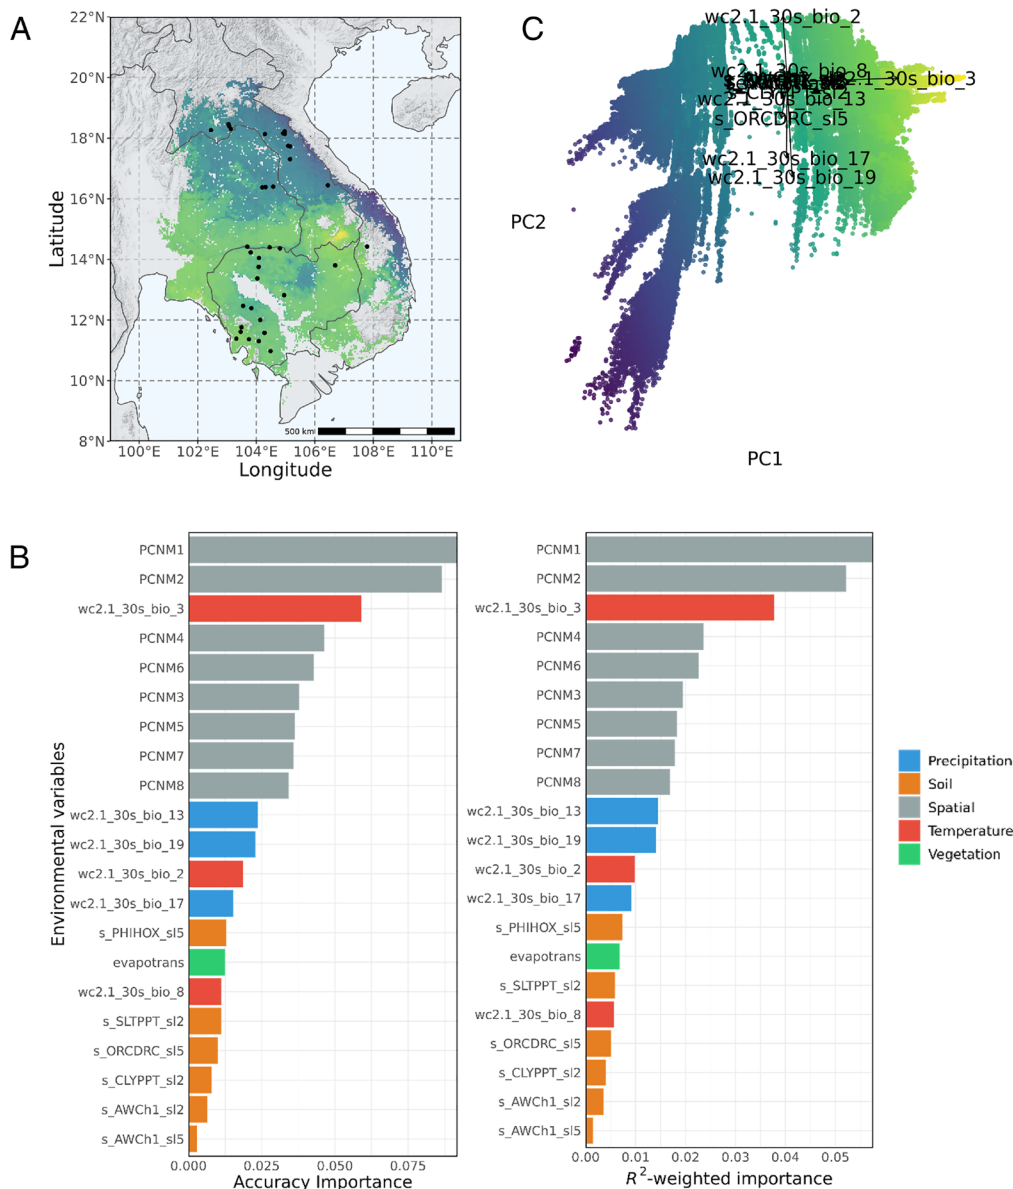 A
22°N
20°N
18°N
16°N
14°N
12°N
10°N
8°N
Latitude
500 km
100°E 102°E 104°E 106°E 108°E 110°E
Longitude
C
wc2.1_30s_bio_2
wc2.1_30s_bio_8
wc2.1_30s_bio_3
wc2.1_30s_bio_13
s_ORCDRC_sl5
wc2.1_30s_bio_17
wc2.1_30s_bio_19
PC2
PC1
B
Environmental variables
PCNM1
PCNM2
wc2.1_30s_bio_3
PCNM4
PCNM6
PCNM3
PCNM5
PCNM7
PCNM8
wc2.1_30s_bio_13
wc2.1_30s_bio_19
wc2.1_30s_bio_2
wc2.1_30s_bio_17
s_PHIHOX_sl5
evapotrans
wc2.1_30s_bio_8
s_SLTPPT_sl2
s_ORCDRC_sl5
s_CLYPPT_sl2
s_AWCh1_sl2
s_AWCh1_sl5
0.000 0.025 0.050 0.075
Accuracy Importance
PCNM1
PCNM2
wc2.1_30s_bio_3
PCNM4
PCNM6
PCNM3
PCNM5
PCNM7
PCNM8
wc2.1_30s_bio_13
wc2.1_30s_bio_19
wc2.1_30s_bio_2
wc2.1_30s_bio_17
s_PHIHOX_sl5
evapotrans
s_SLTPPT_sl2
wc2.1_30s_bio_8
s_ORCDRC_sl5
s_CLYPPT_sl2
s_AWCh1_sl2
s_AWCh1_sl5
0.00 0.01 0.02 0.03 0.04 0.05
R²-weighted importance
Precipitation
Soil
Spatial
Temperature
Vegetation